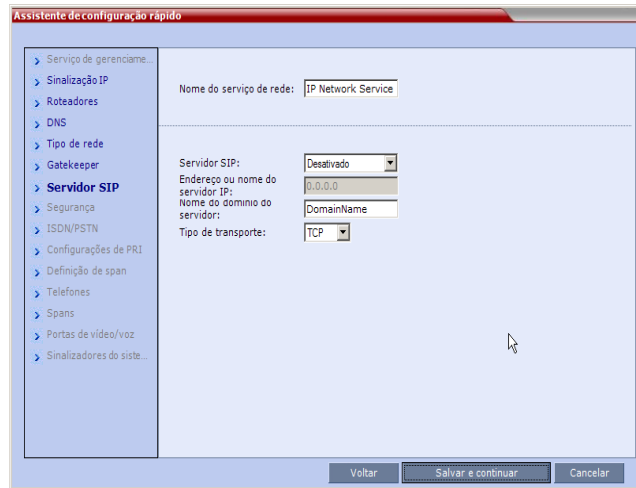 Assistente de configuração rápido
Serviço de gerenciame...
Sinalização IP
Roteadores
DNS
Tipo de rede
Gatekeeper
Servidor SIP
Segurança
ISDN/PSTN
Configurações de PRI
Definição de span
Telefones
Spans
Portas de vídeo/voz
Sinalizadores do siste...
Nome do serviço de rede: IP Network Service
Servidor SIP: Desativado
Endereço ou nome do
servidor IP: 0.0.0.0
Nome do domínio do
servidor: DomainName
Tipo de transporte: TCP
Voltar
Salvar e continuar
Cancelar